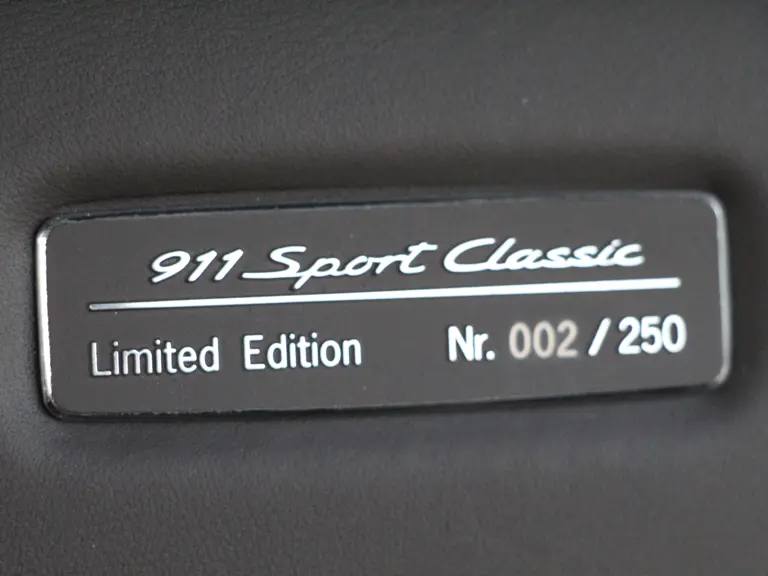 911 Sport Classic
Limited Edition Nr. 002 / 250